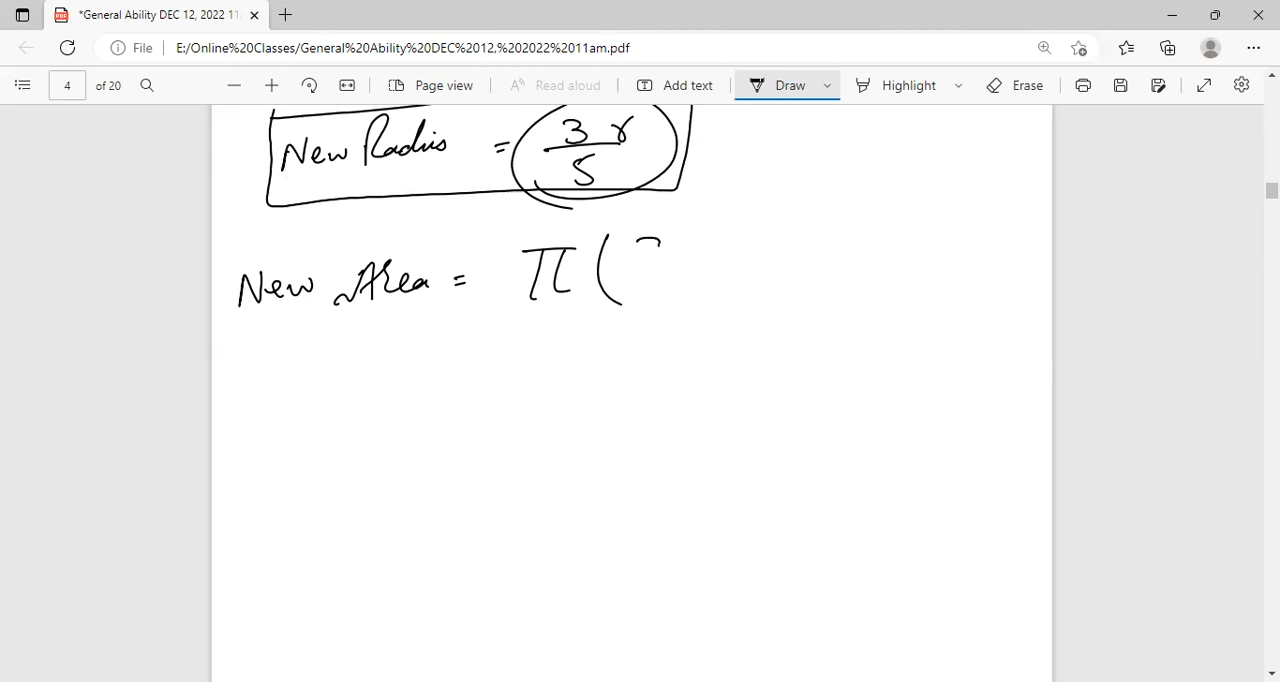 *General Ability DEC 12, 2022 11
File E:/Online%20Classes/General%20Ability%20DEC%2012,%202022%2011am.pdf
4 of 20 Page view Read aloud Add text Draw Highlight Erase
New Radius = 3r
5
New Area = π (